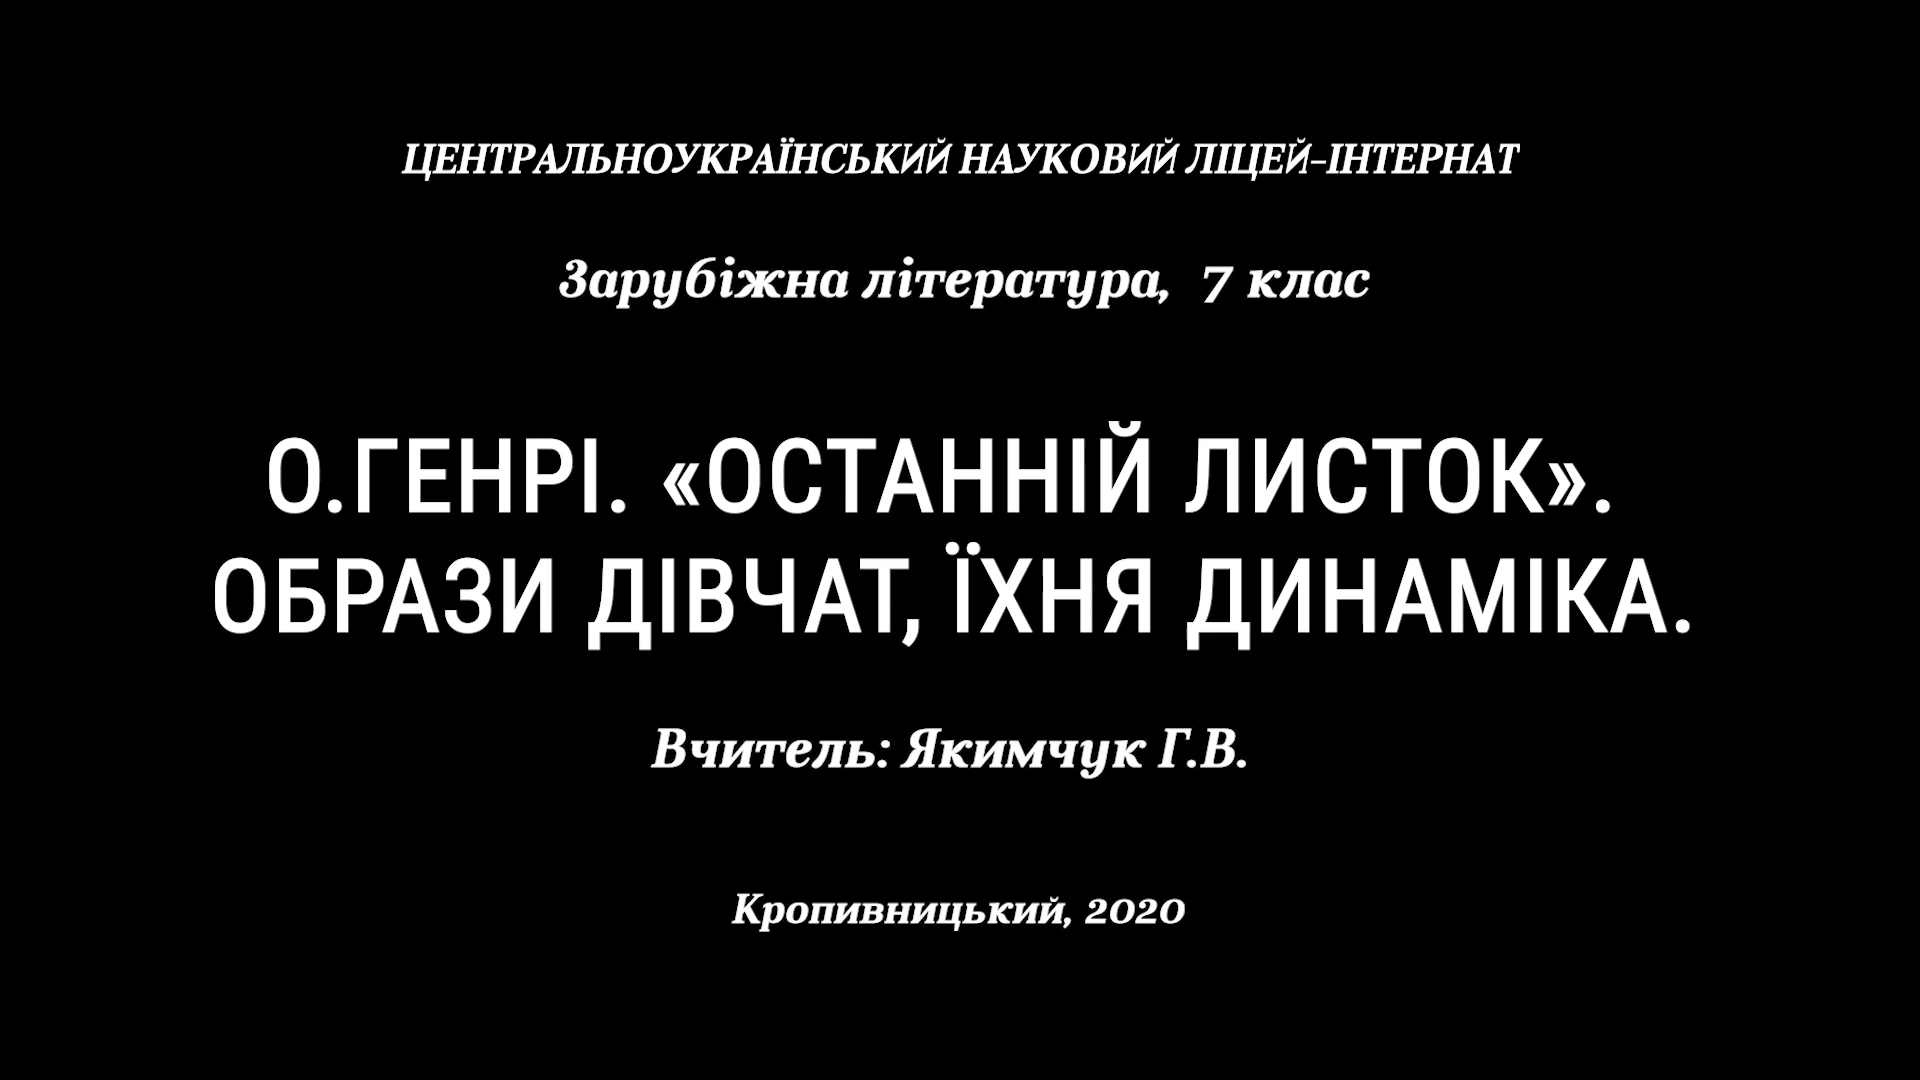 ЦЕНТРАЛЬНОУКРАЇНСЬКИЙ НАУКОВИЙ ЛІЦЕЙ-ІНТЕРНАТ
Зарубіжна література, 7 клас
О.ГЕНРІ. «ОСТАННІЙ ЛИСТОК».
ОБРАЗИ ДІВЧАТ, ЇХНЯ ДИНАМІКА.
Вчитель: Якимчук Г.В.
Кропивницький, 2020